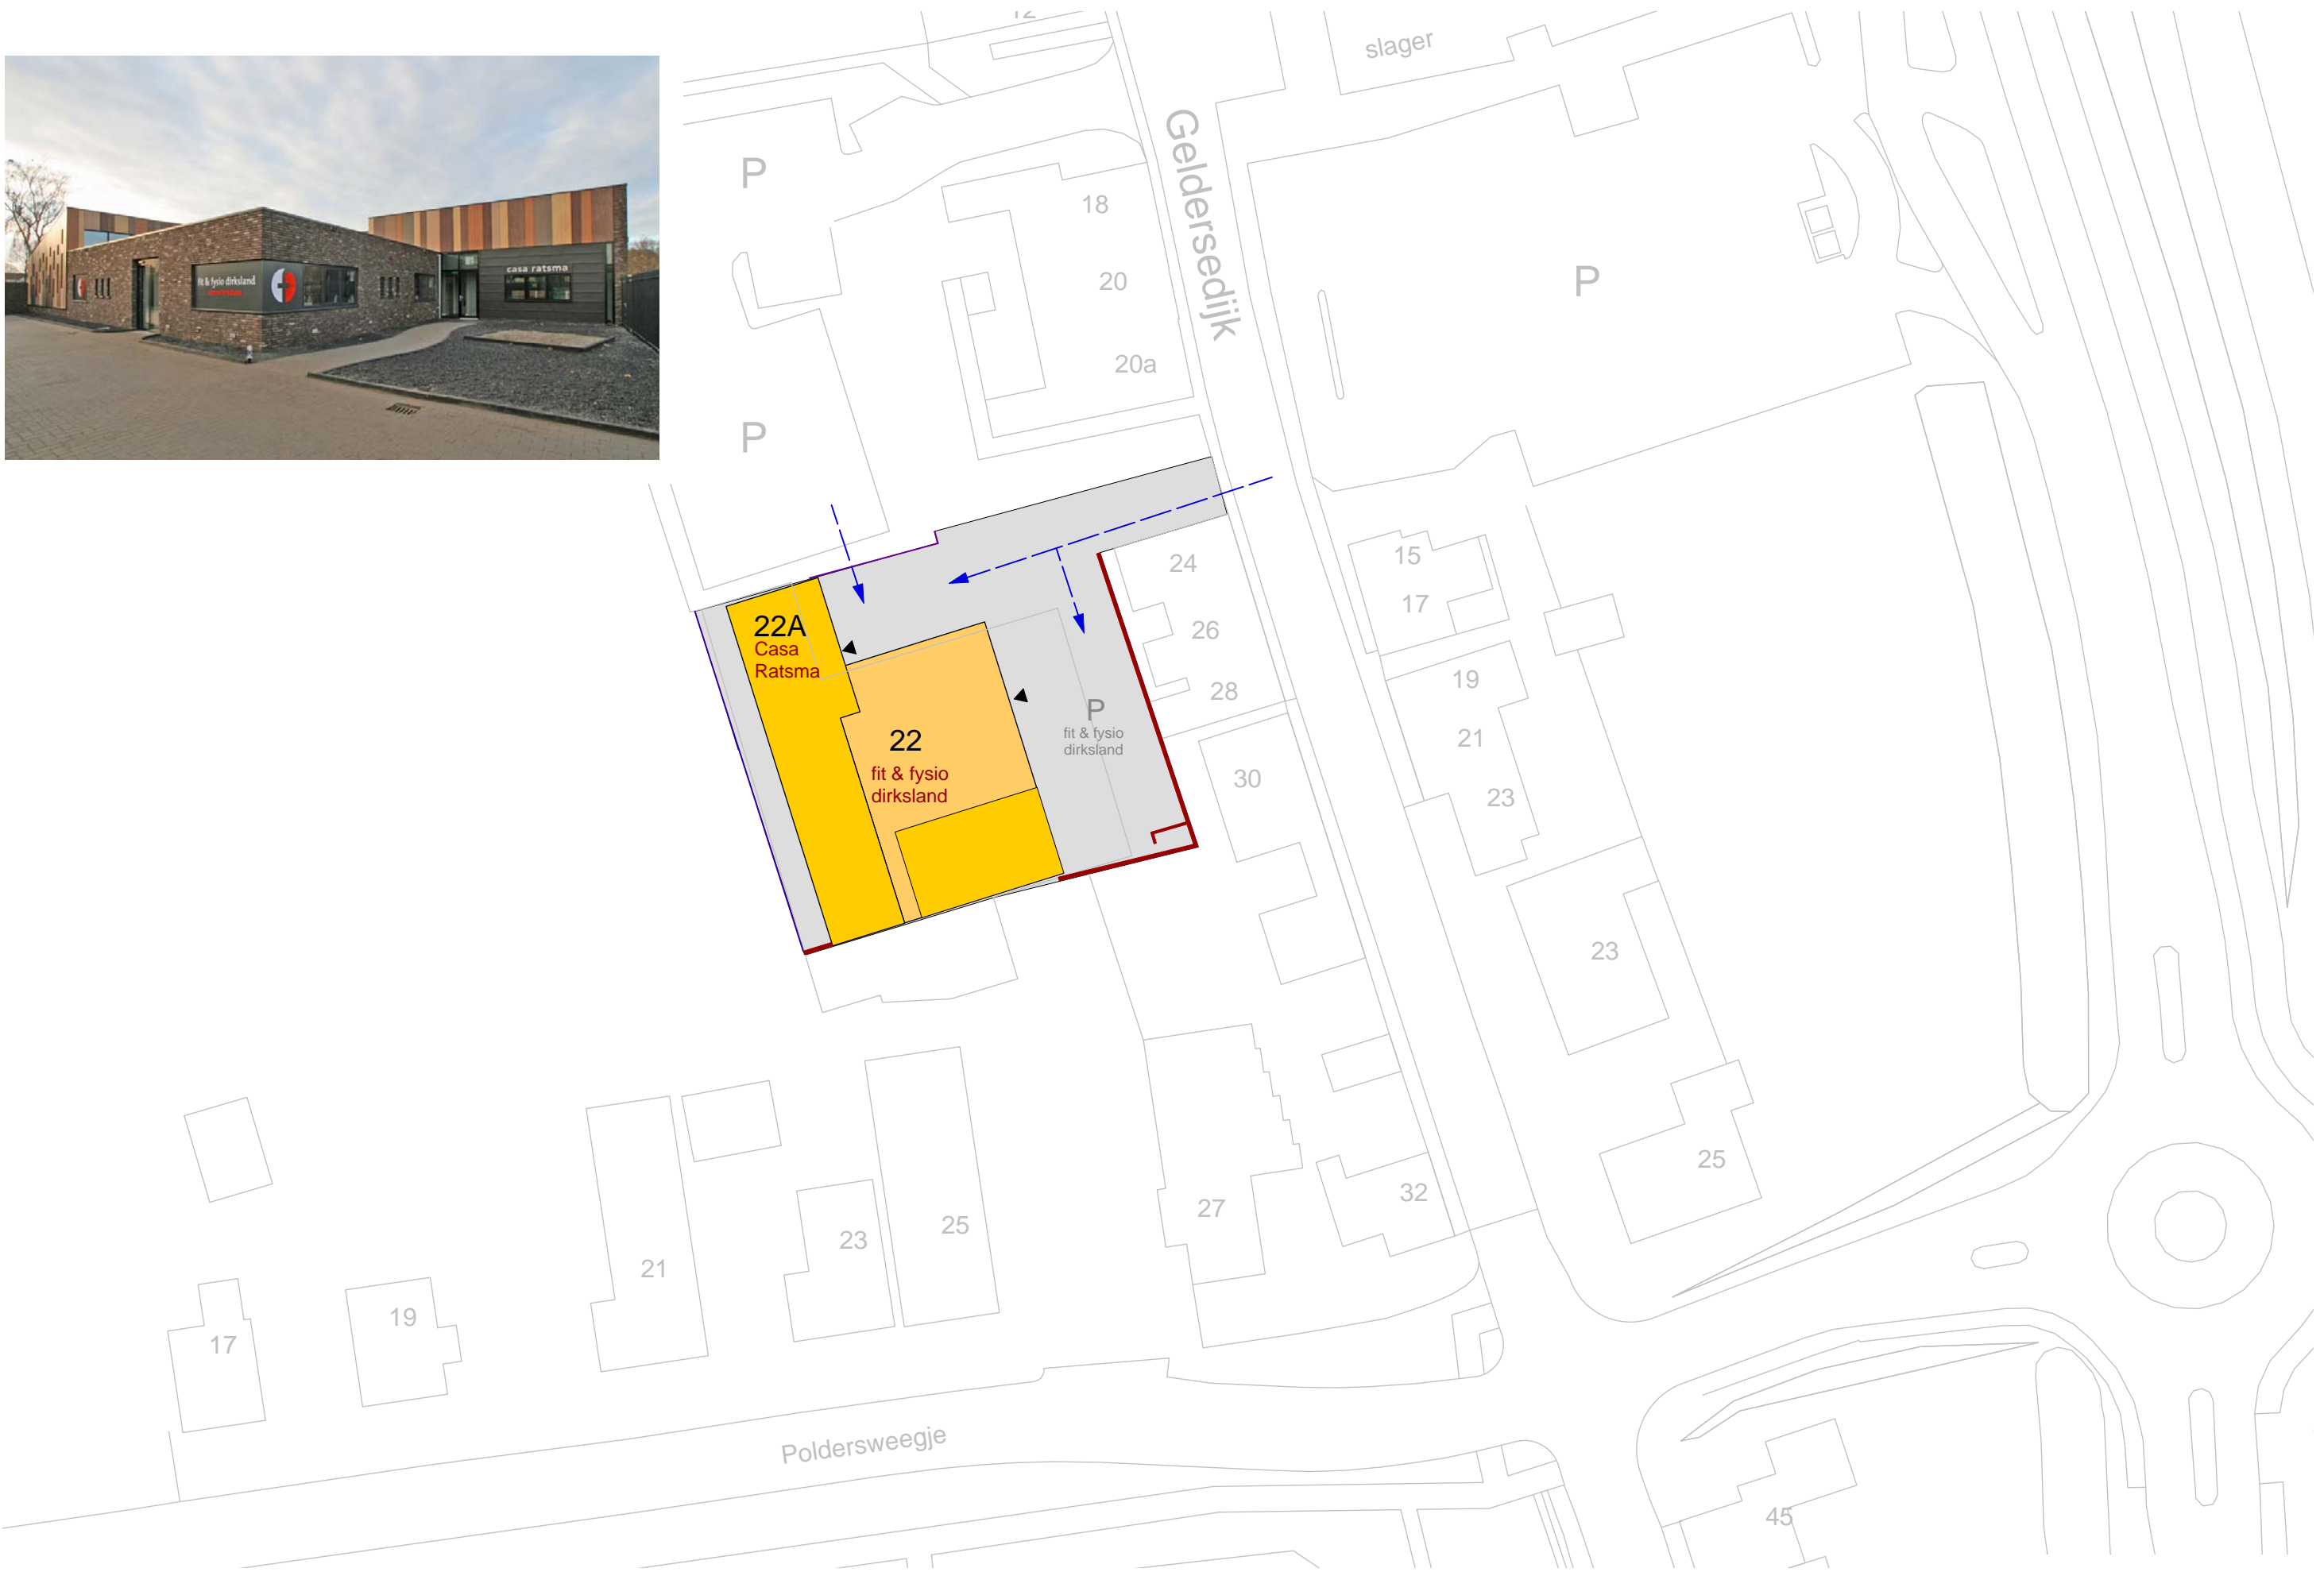 12
slager
Geldersedijk
P
18
20
20a
P
P
fit & fysio dirksland
casa ratsma
22A
Casa
Ratsma
22
fit & fysio
dirksland
P
fit & fysio
dirksland
24
26
28
30
15
17
19
21
23
23
25
32
27
25
23
21
19
17
Poldersweegje
45